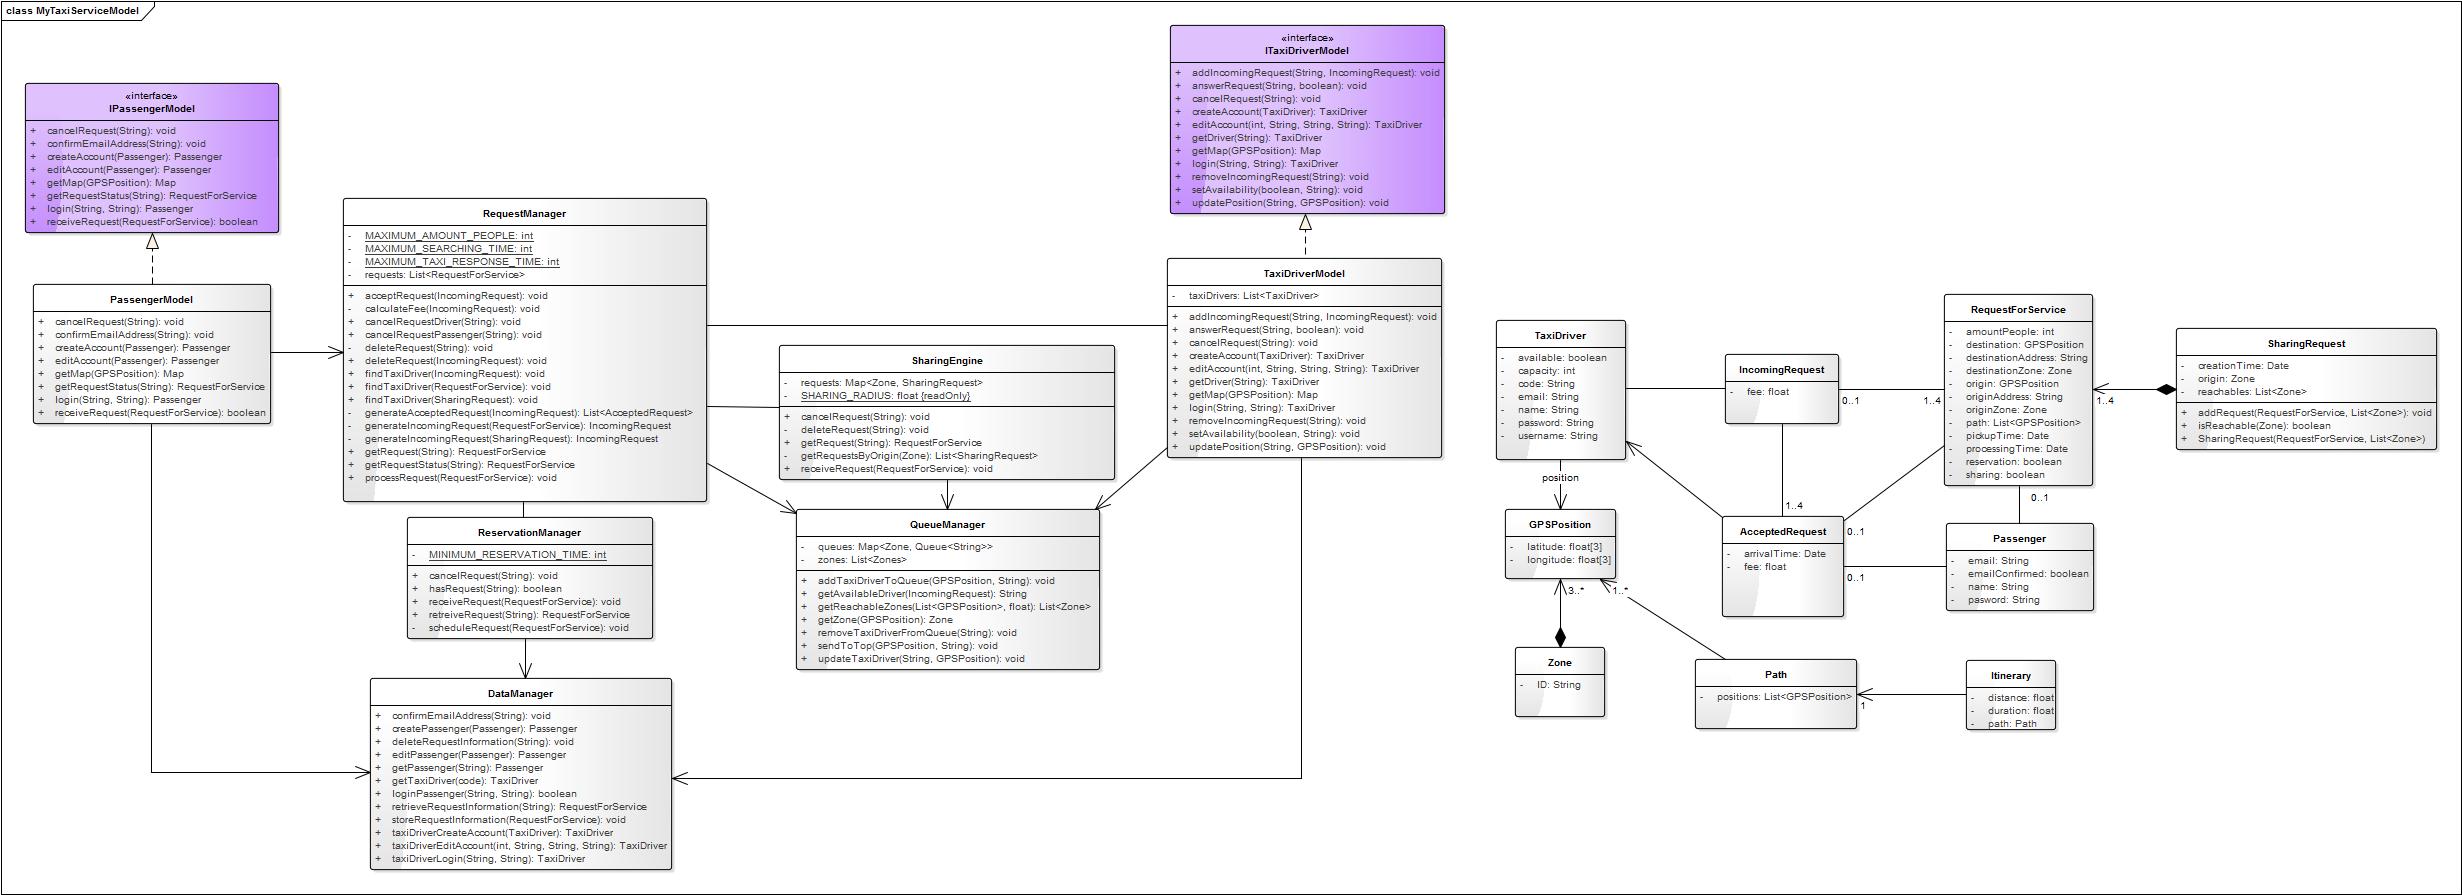 class MyTaxiServiceModel
«interface»
IPassengerModel
+ cancelRequest(String): void
+ confirmEmailAddress(String): void
+ createAccount(Passenger): Passenger
+ editAccount(Passenger): Passenger
+ getMap(GPSPosition): Map
+ getRequestStatus(String): RequestForService
+ login(String, String): Passenger
+ receiveRequest(RequestForService): boolean
PassengerModel
+ cancelRequest(String): void
+ confirmEmailAddress(String): void
+ createAccount(Passenger): Passenger
+ editAccount(Passenger): Passenger
+ getMap(GPSPosition): Map
+ getRequestStatus(String): RequestForService
+ login(String, String): Passenger
+ receiveRequest(RequestForService): boolean
RequestManager
- MAXIMUM_AMOUNT_PEOPLE: int
- MAXIMUM_SEARCHING_TIME: int
- MAXIMUM_TAXI_RESPONSE_TIME: int
- requests: List<RequestForService>
+ acceptRequest(IncomingRequest): void
- calculateFee(IncomingRequest): void
+ cancelRequestDriver(String): void
+ cancelRequestPassenger(String): void
- deleteRequest(String): void
- deleteRequest(IncomingRequest): void
- findTaxiDriver(IncomingRequest): void
+ findTaxiDriver(RequestForService): void
+ findTaxiDriver(SharingRequest): void
- generateAcceptedRequest(IncomingRequest): List<AcceptedRequest>
- generateIncomingRequest(RequestForService): IncomingRequest
- generateIncomingRequest(SharingRequest): IncomingRequest
+ getRequest(String): RequestForService
+ getRequestStatus(String): RequestForService
+ processRequest(RequestForService): void
ReservationManager
- MINIMUM_RESERVATION_TIME: int
+ cancelRequest(String): void
+ hasRequest(String): boolean
+ receiveRequest(RequestForService): void
+ retreiveRequest(String): RequestForService
- scheduleRequest(RequestForService): void
DataManager
+ confirmEmailAddress(String): void
+ createPassenger(Passenger): Passenger
+ deleteRequestInformation(String): void
+ editPassenger(Passenger): Passenger
+ getPassenger(String): Passenger
+ getTaxiDriver(code): TaxiDriver
+ loginPassenger(String, String): boolean
+ retrieveRequestInformation(String): RequestForService
+ storeRequestInformation(RequestForService): void
+ taxiDriverCreateAccount(TaxiDriver): TaxiDriver
+ taxiDriverEditAccount(int, String, String, String): TaxiDriver
+ taxiDriverLogin(String, String): TaxiDriver
SharingEngine
- requests: Map<Zone, SharingRequest>
- SHARING_RADIUS: float {readOnly}
+ cancelRequest(String): void
- deleteRequest(String): void
+ getRequest(String): RequestForService
- getRequestsByOrigin(Zone): List<SharingRequest>
+ receiveRequest(RequestForService): void
QueueManager
- queues: Map<Zone, Queue<String>>
- zones: List<Zones>
+ addTaxiDriverToQueue(GPSPosition, String): void
+ getAvailableDriver(IncomingRequest): String
+ getReachableZones(List<GPSPosition>, float): List<Zone>
+ getZone(GPSPosition): Zone
+ removeTaxiDriverFromQueue(String): void
+ sendToTop(GPSPosition, String): void
+ updateTaxiDriver(String, GPSPosition): void
«interface»
ITaxiDriverModel
+ addIncomingRequest(String, IncomingRequest): void
+ answerRequest(String, boolean): void
+ cancelRequest(String): void
+ createAccount(TaxiDriver): TaxiDriver
+ editAccount(int, String, String, String): TaxiDriver
+ getDriver(String): TaxiDriver
+ getMap(GPSPosition): Map
+ login(String, String): TaxiDriver
+ removeIncomingRequest(String): void
+ setAvailability(boolean, String): void
+ updatePosition(String, GPSPosition): void
TaxiDriverModel
- taxiDrivers: List<TaxiDriver>
+ addIncomingRequest(String, IncomingRequest): void
+ answerRequest(String, boolean): void
+ cancelRequest(String): void
+ createAccount(TaxiDriver): TaxiDriver
+ editAccount(int, String, String, String): TaxiDriver
+ getDriver(String): TaxiDriver
+ getMap(GPSPosition): Map
+ login(String, String): TaxiDriver
+ removeIncomingRequest(String): void
+ setAvailability(boolean, String): void
+ updatePosition(String, GPSPosition): void
TaxiDriver
- available: boolean
- capacity: int
- code: String
- email: String
- name: String
- password: String
- username: String
position
GPSPosition
- latitude: float[3]
- longitude: float[3]
3..*
1..*
Zone
- ID: String
IncomingRequest
- fee: float
0..1
1..4
1..4
AcceptedRequest
- arrivalTime: Date
- fee: float
0..1
0..1
Path
- positions: List<GPSPosition>
1
Itinerary
- distance: float
- duration: float
- path: Path
RequestForService
- amountPeople: int
- destination: GPSPosition
- destinationAddress: String
- destinationZone: Zone
- origin: GPSPosition
- originAddress: String
- originZone: Zone
- path: List<GPSPosition>
- pickupTime: Date
- processingTime: Date
- reservation: boolean
- sharing: boolean
0..1
1..4
Passenger
- email: String
- emailConfirmed: boolean
- name: String
- pasword: String
SharingRequest
- creationTime: Date
- origin: Zone
- reachables: List<Zone>
+ addRequest(RequestForService, List<Zone>): void
+ isReachable(Zone): boolean
+ SharingRequest(RequestForService, List<Zone>)